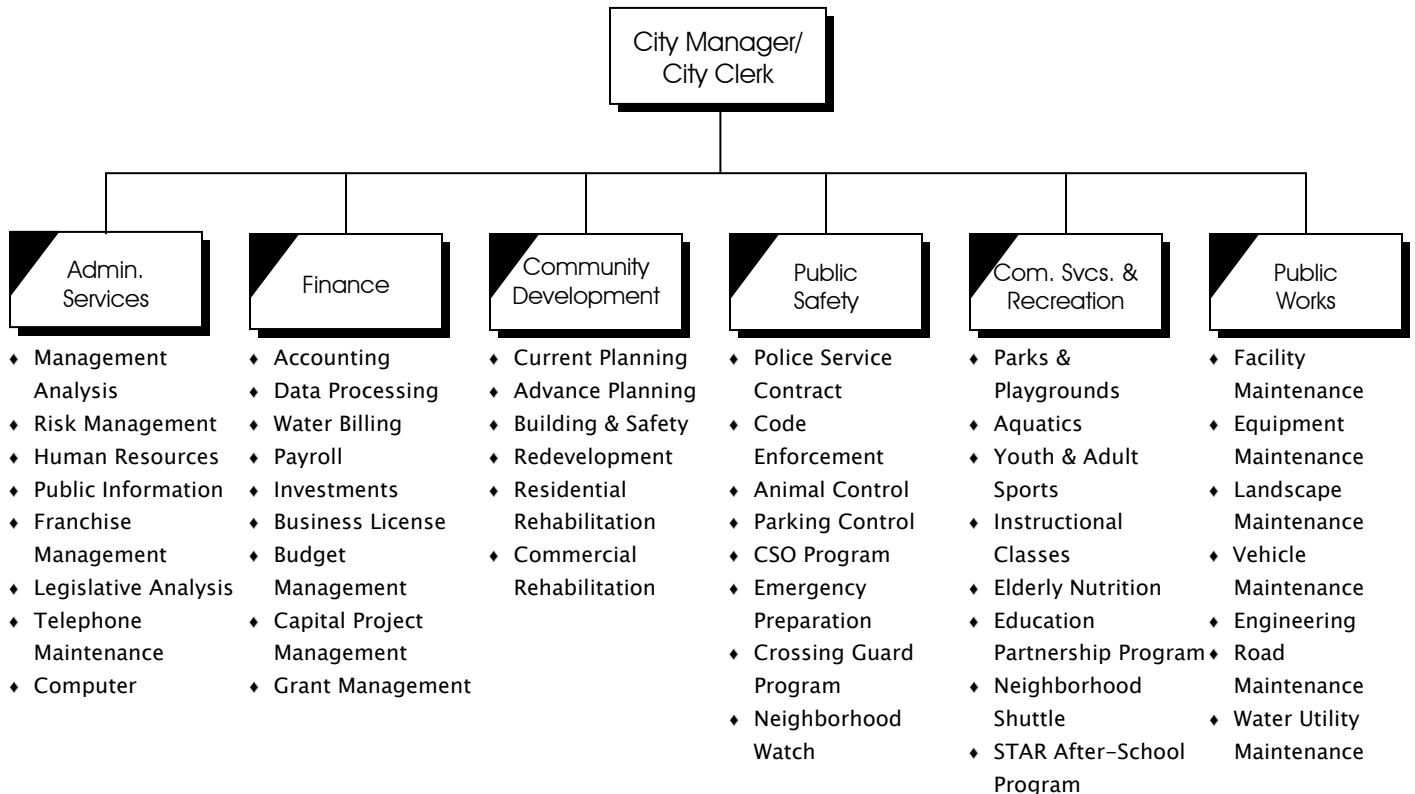 City Manager/
City Clerk
Admin.
Services
♦ Management
Analysis
♦ Risk Management
♦ Human Resources
♦ Public Information
♦ Franchise
Management
♦ Legislative Analysis
♦ Telephone
Maintenance
♦ Computer
Finance
♦ Accounting
♦ Data Processing
♦ Water Billing
♦ Payroll
♦ Investments
♦ Business License
♦ Budget
Management
♦ Capital Project
Management
♦ Grant Management
Community
Development
♦ Current Planning
♦ Advance Planning
♦ Building & Safety
♦ Redevelopment
♦ Residential
Rehabilitation
♦ Commercial
Rehabilitation
Public
Safety
♦ Police Service
Contract
♦ Code
Enforcement
♦ Animal Control
♦ Parking Control
♦ CSO Program
♦ Emergency
Preparation
♦ Crossing Guard
Program
♦ Neighborhood
Watch
Com. Svcs. &
Recreation
♦ Parks &
Playgrounds
♦ Aquatics
♦ Youth & Adult
Sports
♦ Instructional
Classes
♦ Elderly Nutrition
♦ Education
Partnership Program
♦ Neighborhood
Shuttle
♦ STAR After-School
Program
Public
Works
♦ Facility
Maintenance
♦ Equipment
Maintenance
♦ Landscape
Maintenance
♦ Vehicle
Maintenance
♦ Engineering
♦ Road
Maintenance
♦ Water Utility
Maintenance